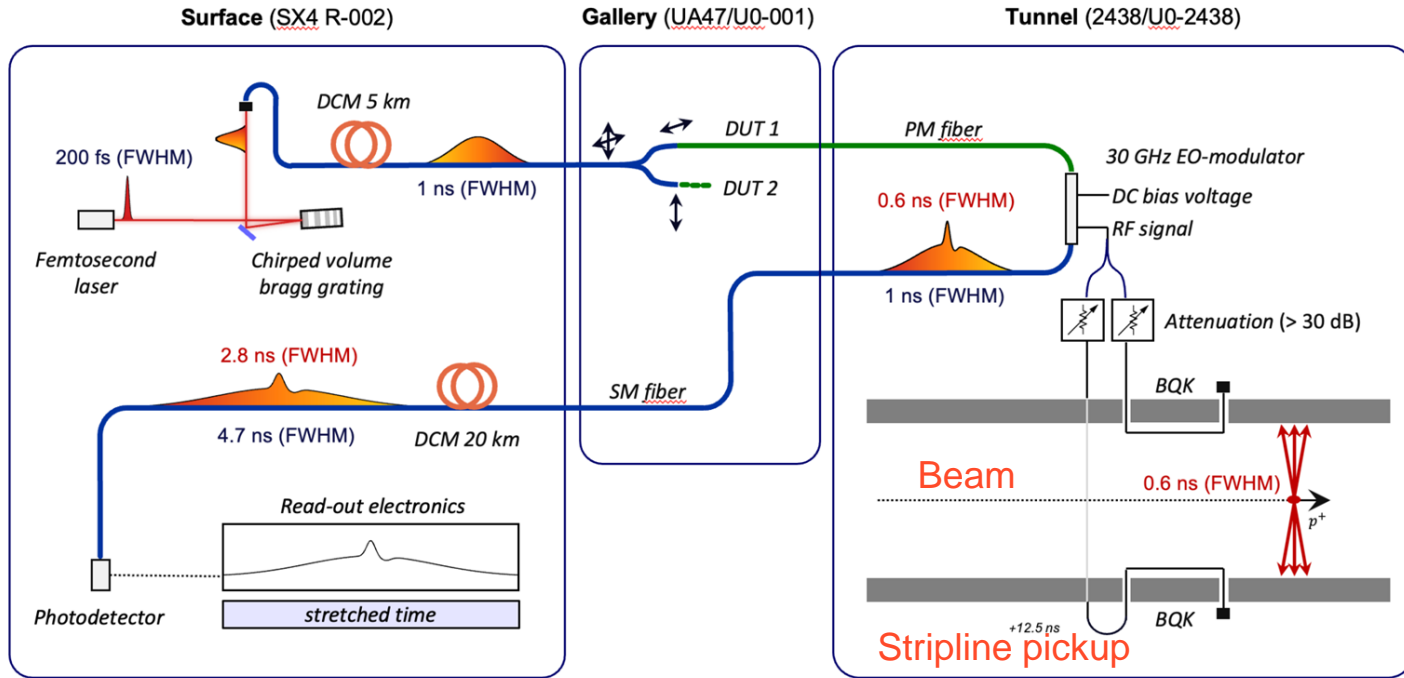 Surface (SX4 R-002)
Gallery (UA47/U0-001)
Tunnel (2438/U0-2438)
DCM 5 km
200 fs (FWHM)
1 ns (FWHM)
Femtosecond
laser
Chirped volume
bragg grating
DUT 1
DUT 2
PM fiber
30 GHz EO-modulator
DC bias voltage
RF signal
0.6 ns (FWHM)
1 ns (FWHM)
Attenuation (> 30 dB)
2.8 ns (FWHM)
4.7 ns (FWHM)
DCM 20 km
SM fiber
BQK
Beam
0.6 ns (FWHM)
p+
Read-out electronics
stretched time
Photodetector
+12.5 ns
BQK
Stripline pickup